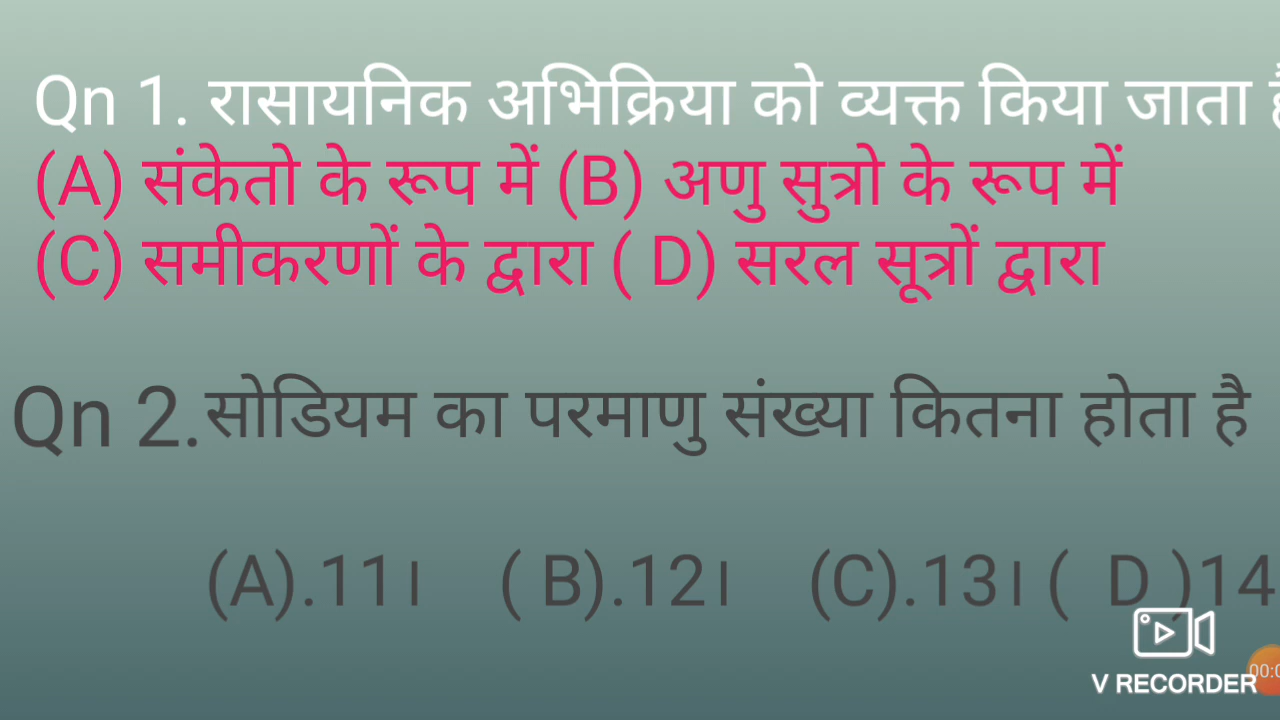 Qn 1. रासायनिक अभिक्रिया को व्यक्त किया जाता है
(A) संकेतो के रूप में (B) अणु सुत्रो के रूप में
(C) समीकरणों के द्वारा ( D) सरल सूत्रों द्वारा
Qn 2.सोडियम का परमाणु संख्या कितना होता है
(A).11। ( B).12। (C).13। ( D )14
V RECORDER